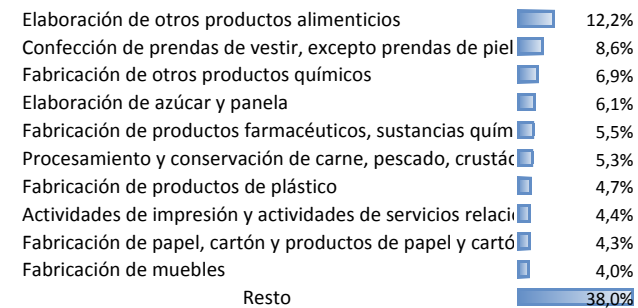 Elaboración de otros productos alimenticios 12,2%
Confección de prendas de vestir, excepto prendas de piel 8,6%
Fabricación de otros productos químicos 6,9%
Elaboración de azúcar y panela 6,1%
Fabricación de productos farmacéuticos, sustancias quím 5,5%
Procesamiento y conservación de carne, pescado, crustác 5,3%
Fabricación de productos de plástico 4,7%
Actividades de impresión y actividades de servicios relaci 4,4%
Fabricación de papel, cartón y productos de papel y cartó 4,3%
Fabricación de muebles 4,0%
Resto 38,0%